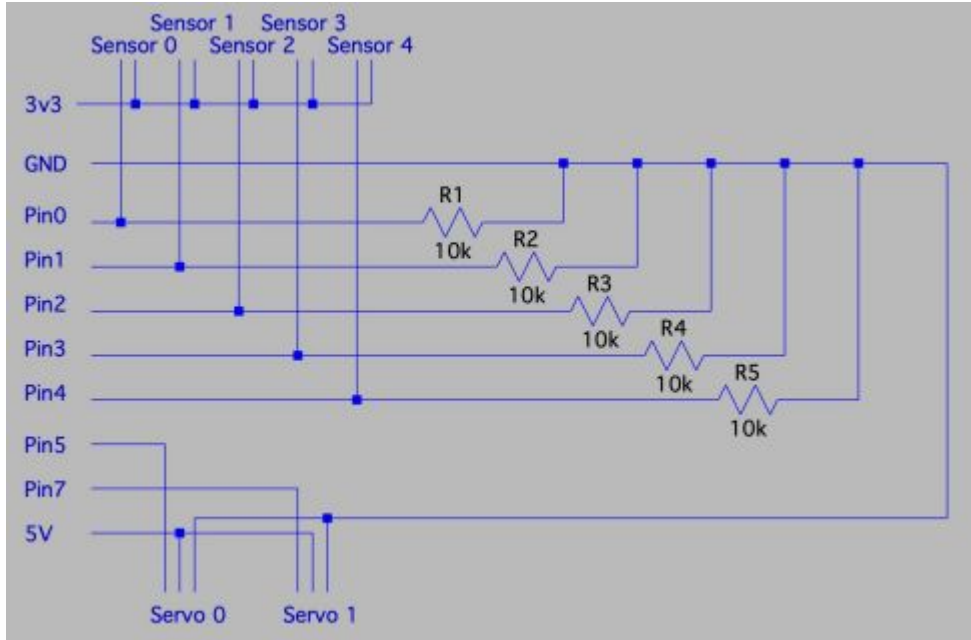 Sensor 1 Sensor 3
Sensor 0 Sensor 2 Sensor 4
3v3
GND
R1
Pin0
10k
R2
Pin1
10k
R3
Pin2
10k
R4
Pin3
10k
R5
Pin4
10k
Pin5
Pin7
5V
Servo 0 Servo 1